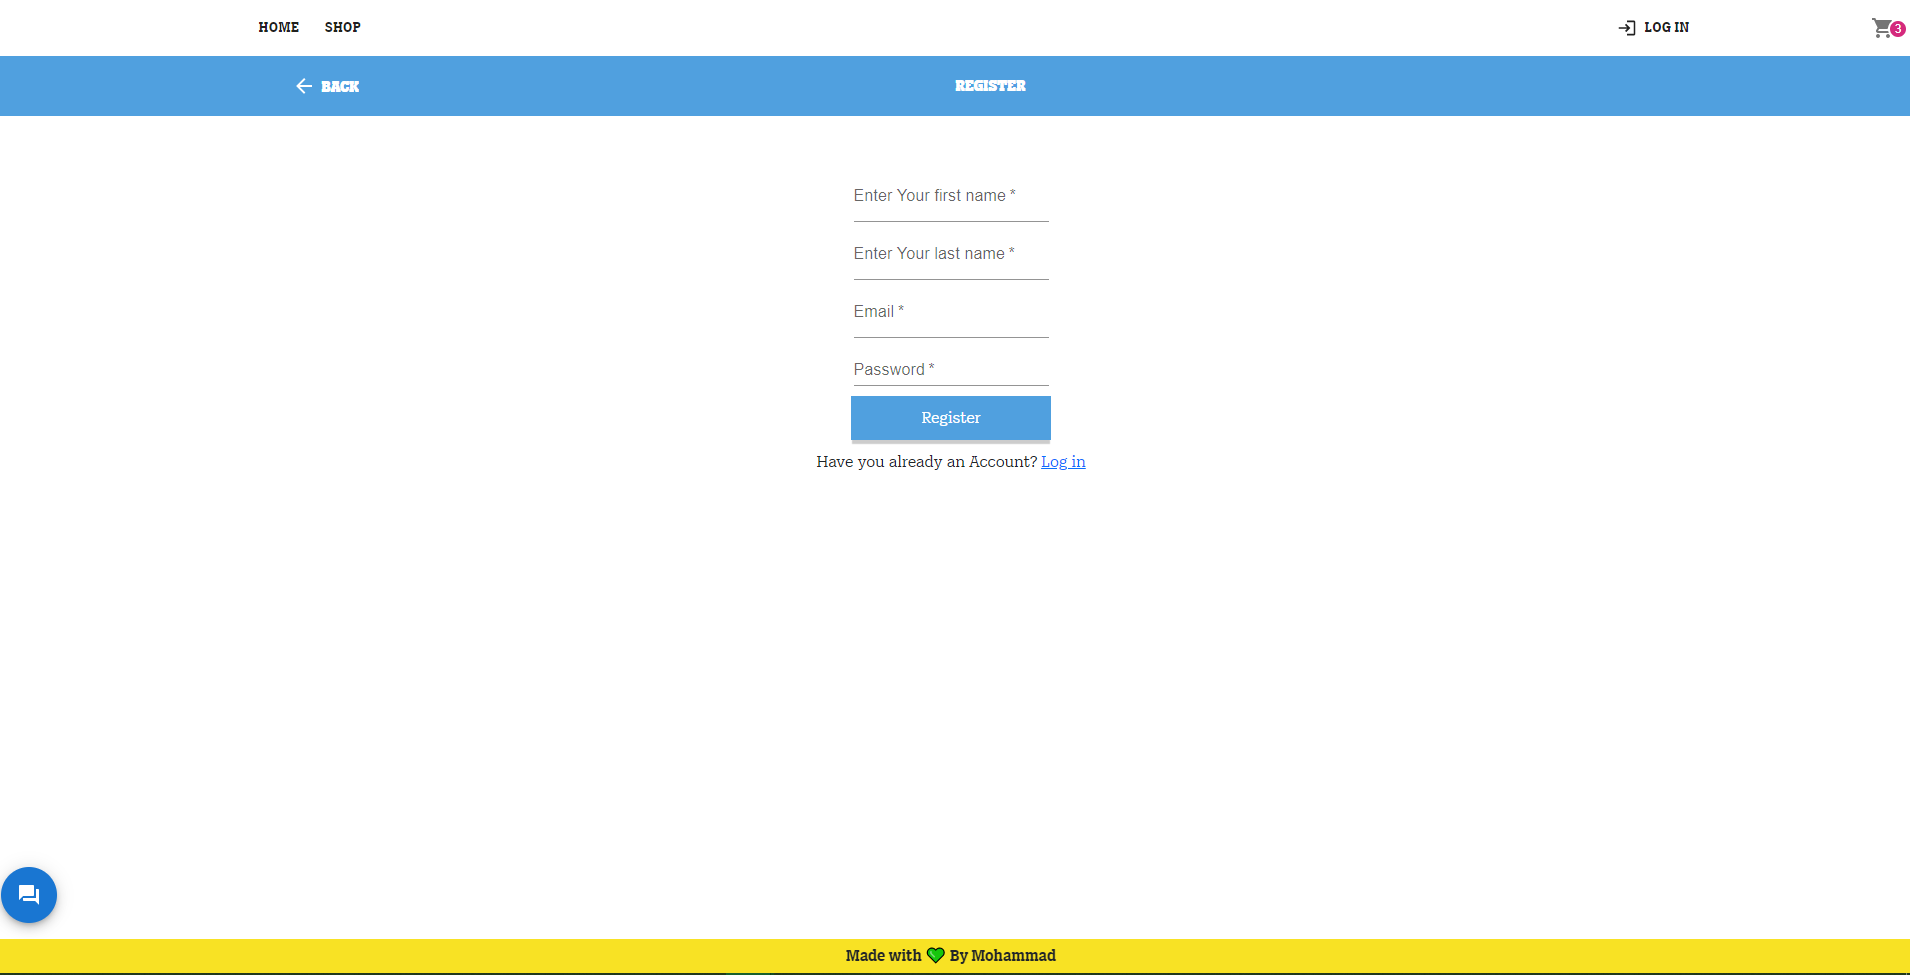 HOME SHOP LOG IN 3
BACK REGISTER
Enter Your first name *
Enter Your last name *
Email *
Password *
Register
Have you already an Account? Log in
Made with 💚 By Mohammad